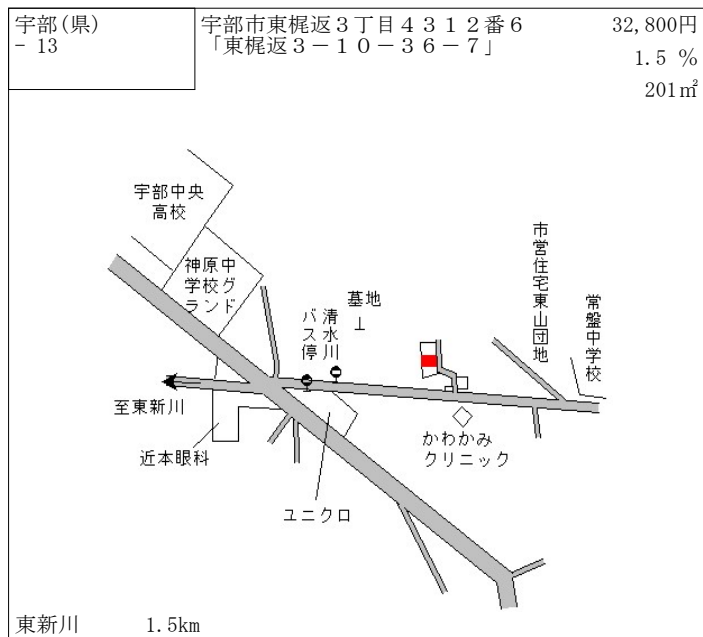 宇部(県)
- 13
宇部市東梶返３丁目４３１２番６
「東梶返３－１０－３６－７」
32,800円
1.5 %
201㎡
宇部中央
高校
神原中
学校グ
ランド
清水川
バス停
墓地
市営住宅東山団地
常盤中学校
至東新川
近本眼科
かわかみ
クリニック
ユニクロ
東新川 1.5km